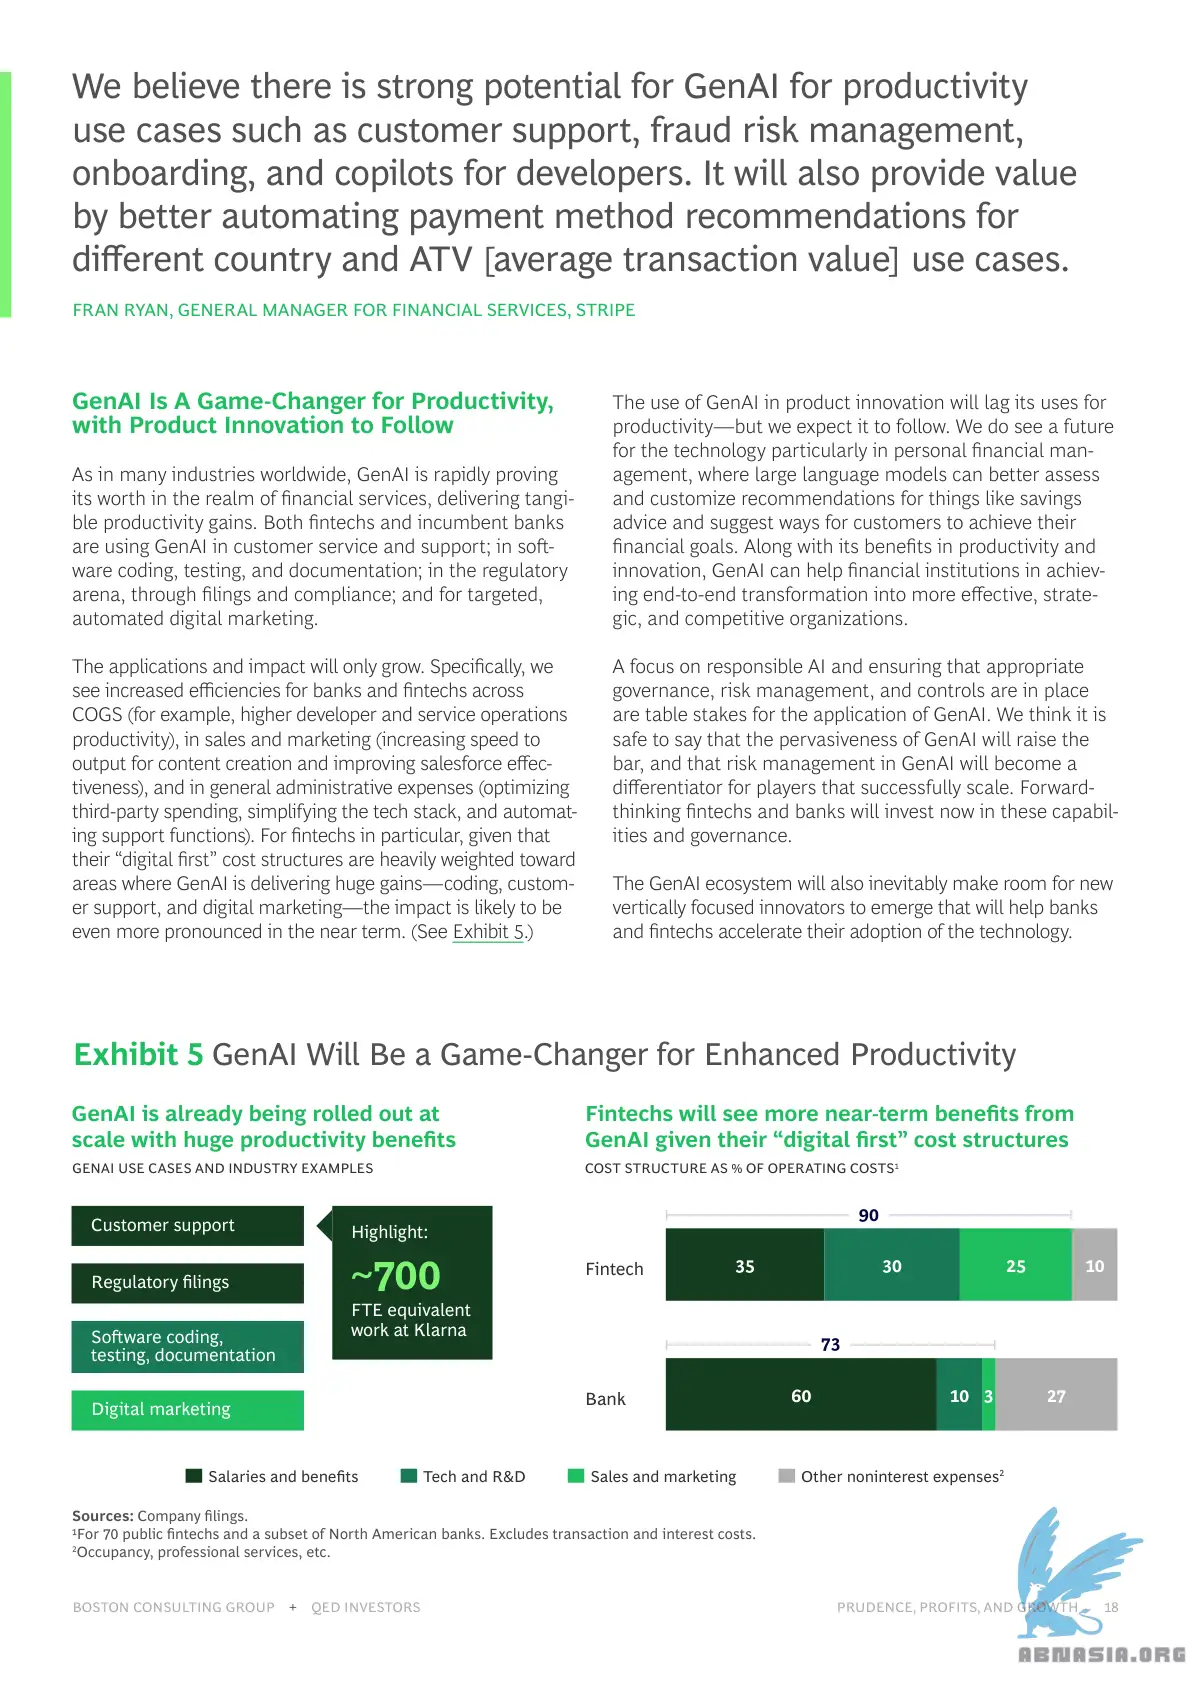 We believe there is strong potential for GenAI for productivity
use cases such as customer support, fraud risk management,
onboarding, and copilots for developers. It will also provide value
by better automating payment method recommendations for
different country and ATV [average transaction value] use cases.
FRAN RYAN, GENERAL MANAGER FOR FINANCIAL SERVICES, STRIPE
GenAI Is A Game-Changer for Productivity,
with Product Innovation to Follow
As in many industries worldwide, GenAI is rapidly proving
its worth in the realm of financial services, delivering tangi-
ble productivity gains. Both fintechs and incumbent banks
are using GenAI in customer service and support; in soft-
ware coding, testing, and documentation; in the regulatory
arena, through filings and compliance; and for targeted,
automated digital marketing.
The applications and impact will only grow. Specifically, we
see increased efficiencies for banks and fintechs across
COGS (for example, higher developer and service operations
productivity), in sales and marketing (increasing speed to
output for content creation and improving salesforce effec-
tiveness), and in general administrative expenses (optimizing
third-party spending, simplifying the tech stack, and automat-
ing support functions). For fintechs in particular, given that
their “digital first” cost structures are heavily weighted toward
areas where GenAI is delivering huge gains—coding, custom-
er support, and digital marketing—the impact is likely to be
even more pronounced in the near term. (See Exhibit 5.)
The use of GenAI in product innovation will lag its uses for
productivity—but we expect it to follow. We do see a future
for the technology particularly in personal financial man-
agement, where large language models can better assess
and customize recommendations for things like savings
advice and suggest ways for customers to achieve their
financial goals. Along with its benefits in productivity and
innovation, GenAI can help financial institutions in achiev-
ing end-to-end transformation into more effective, strate-
gic, and competitive organizations.
A focus on responsible AI and ensuring that appropriate
governance, risk management, and controls are in place
are table stakes for the application of GenAI. We think it is
safe to say that the pervasiveness of GenAI will raise the
bar, and that risk management in GenAI will become a
differentiator for players that successfully scale. Forward-
thinking fintechs and banks will invest now in these capabil-
ities and governance.
The GenAI ecosystem will also inevitably make room for new
vertically focused innovators to emerge that will help banks
and fintechs accelerate their adoption of the technology.
Exhibit 5 GenAI Will Be a Game-Changer for Enhanced Productivity
GenAI is already being rolled out at
scale with huge productivity benefits
GENAI USE CASES AND INDUSTRY EXAMPLES
Customer support
Regulatory filings
Software coding,
testing, documentation
Digital marketing
Highlight:
~700
FTE equivalent
work at Klarna
Fintechs will see more near-term benefits from
GenAI given their “digital first” cost structures
COST STRUCTURE AS % OF OPERATING COSTS¹
90
Fintech 35 30 25 10
73
Bank 60 10 3 27
Salaries and benefits Tech and R&D Sales and marketing Other noninterest expenses²
Sources: Company filings.
¹For 70 public fintechs and a subset of North American banks. Excludes transaction and interest costs.
²Occupancy, professional services, etc.
BOSTON CONSULTING GROUP + QED INVESTORS
PRUDENCE, PROFITS, AND GROWTH 18
ABNASIA.ORG